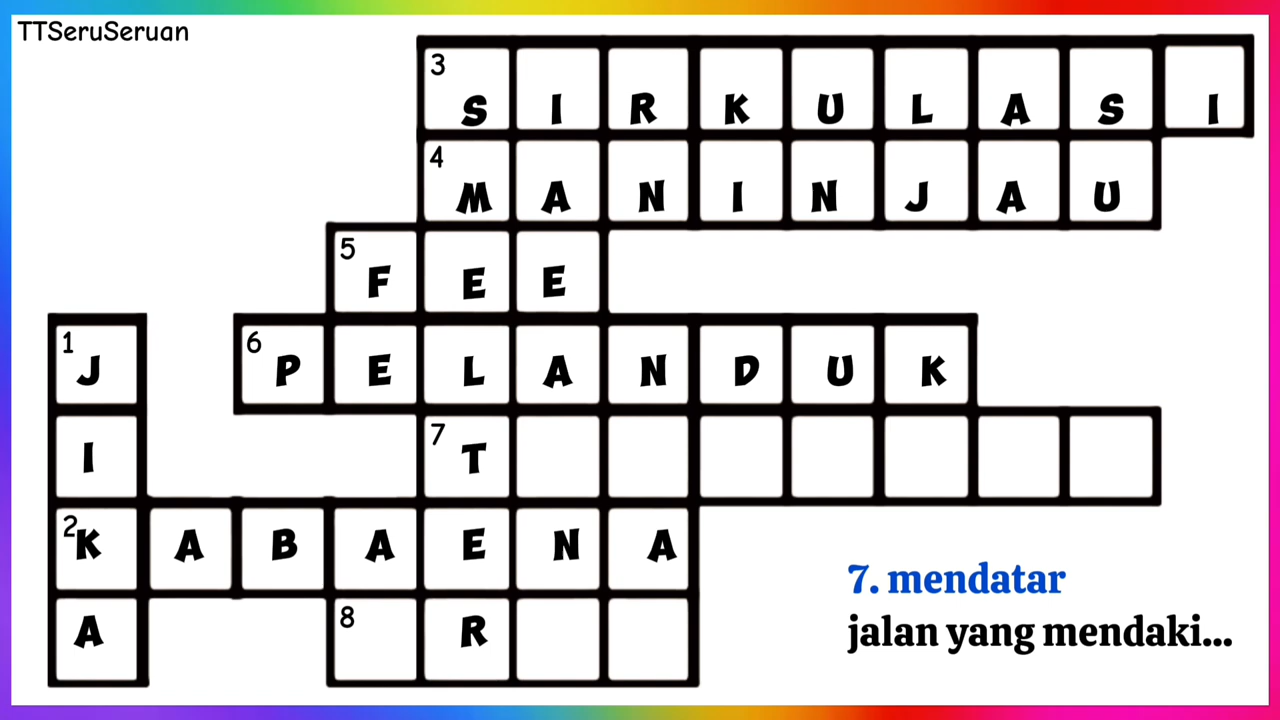 TTSeruSeruan
3 S I R K U L A S I
4 M A N I N J A U
5 F E E
1 J
6 P E L A N D U K
I
7 T
2 K A B A E N A
7. mendatar
jalan yang mendaki...
A
8 R